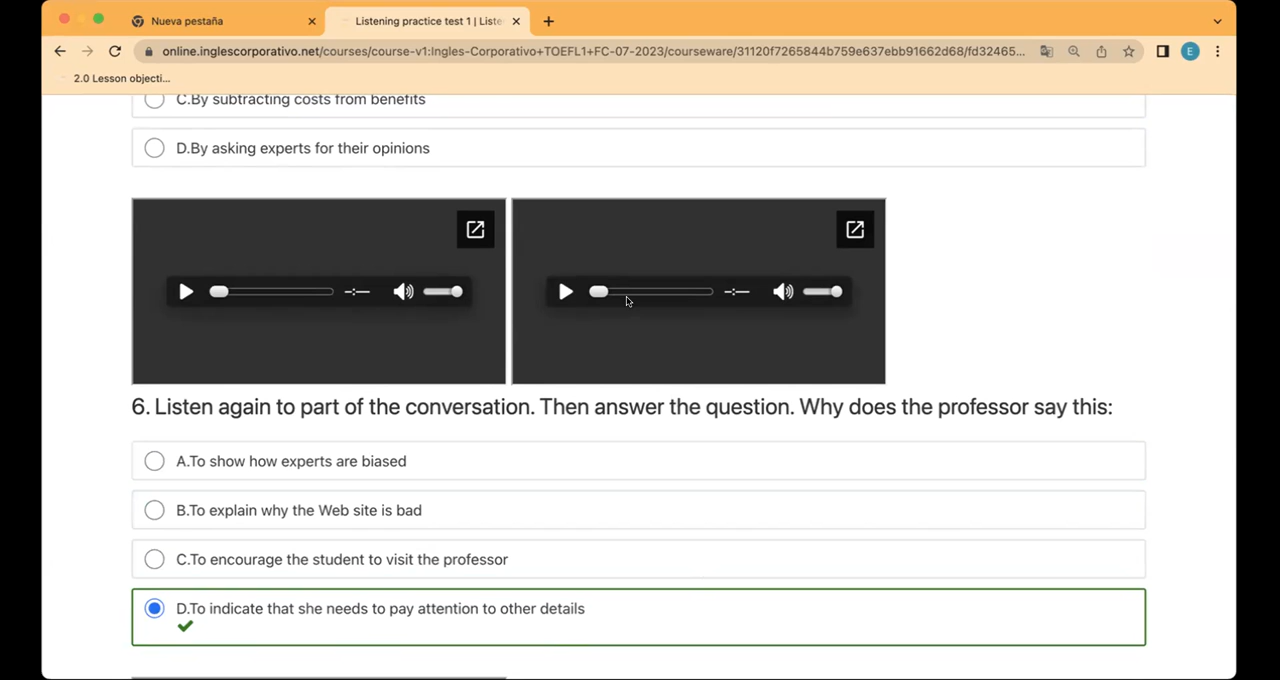 Nueva pestaña
Listening practice test 1 | Liste
online.inglescorporativo.net/courses/course-v1:Ingles-Corporativo+TOEFL1+FC-07-2023/courseware/31120f7265844b759e637ebb91662d68/fd32465...
E
2.0 Lesson objecti...
C.By subtracting costs from benefits
D.By asking experts for their opinions
6. Listen again to part of the conversation. Then answer the question. Why does the professor say this:
A.To show how experts are biased
B.To explain why the Web site is bad
C.To encourage the student to visit the professor
D.To indicate that she needs to pay attention to other details